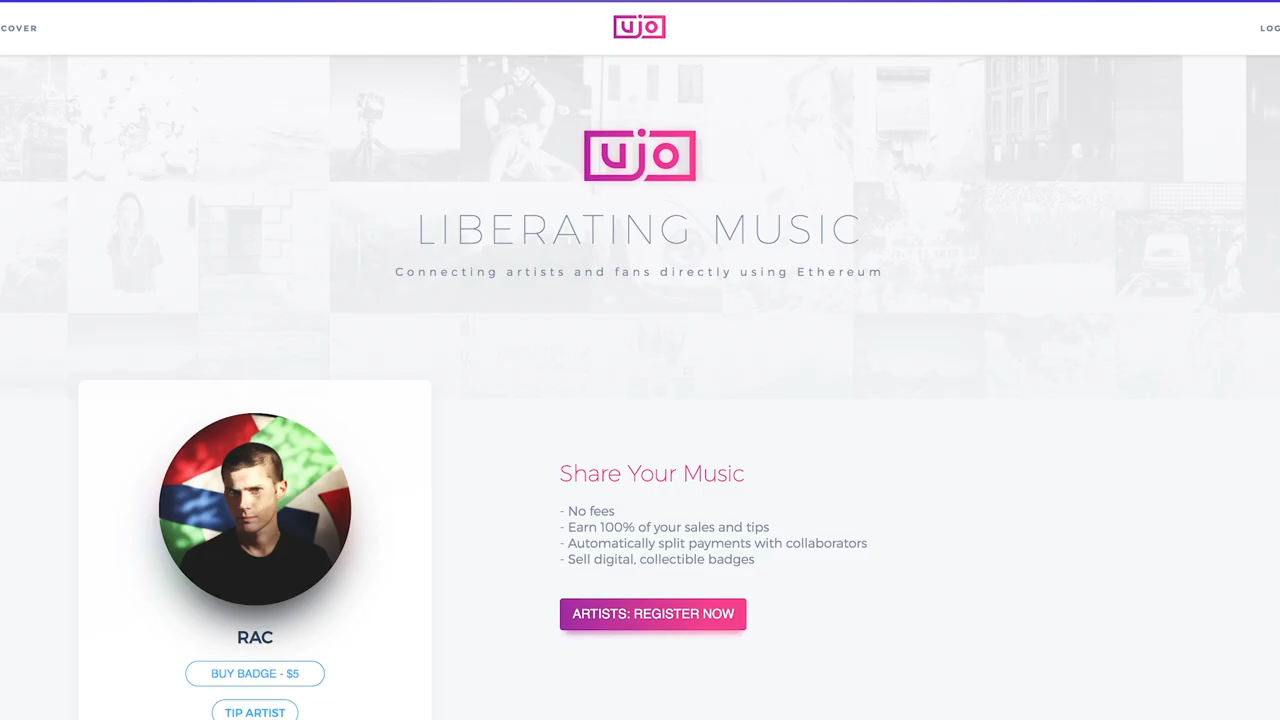 COVER
ujo
LOG
ujo
LIBERATING MUSIC
Connecting artists and fans directly using Ethereum
Share Your Music
- No fees
- Earn 100% of your sales and tips
- Automatically split payments with collaborators
- Sell digital, collectible badges
ARTISTS: REGISTER NOW
RAC
BUY BADGE - $5
TIP ARTIST